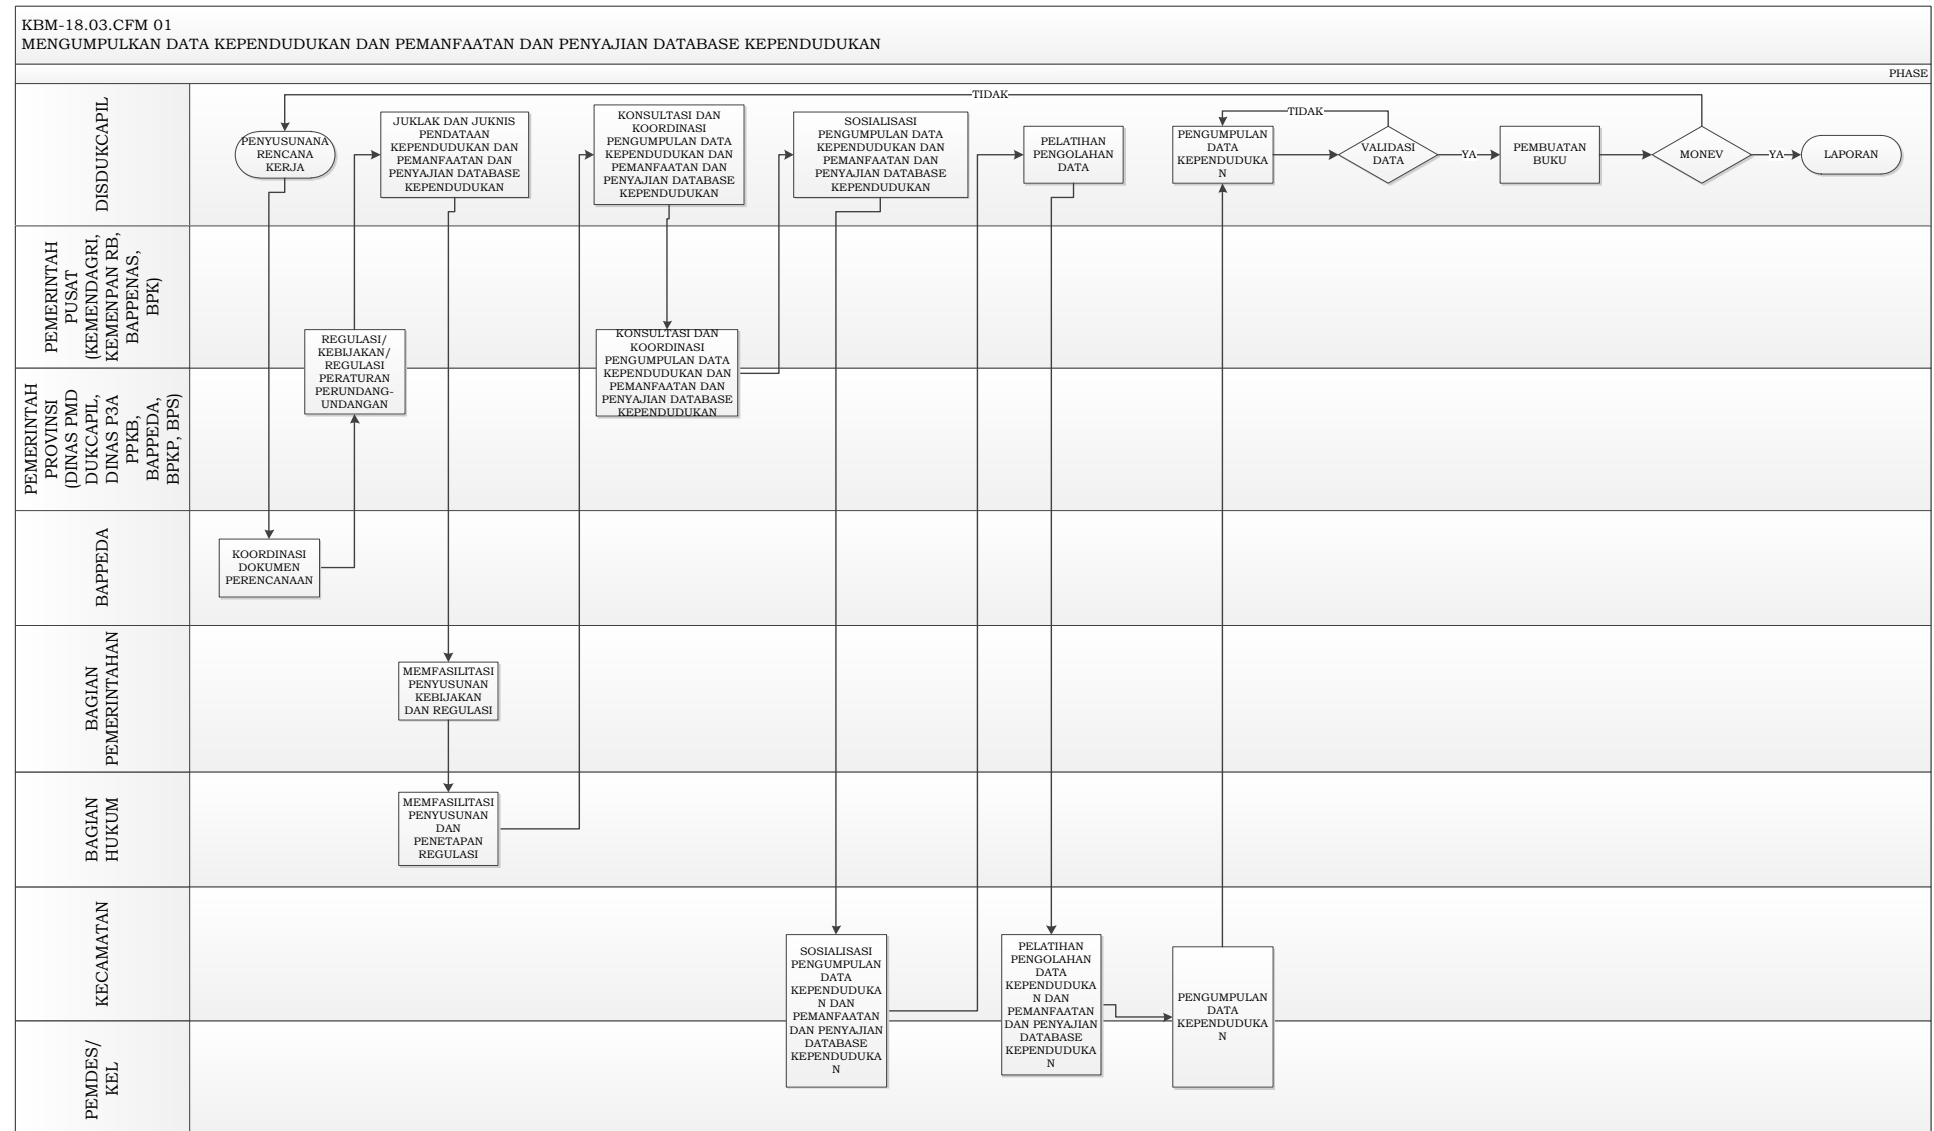 KBM-18.03.CFM 01
MENGUMPULKAN DATA KEPENDUDUKAN DAN PEMANFAATAN DAN PENYAJIAN DATABASE KEPENDUDUKAN
PHASE
DISDUKCAPIL
PENYUSUNANA
RENCANA
KERJA
JUKLAK DAN JUKNIS
PENDATAAN
KEPENDUDUKAN DAN
PEMANFAATAN DAN
PENYAJIAN DATABASE
KEPENDUDUKAN
KONSULTASI DAN
KOORDINASI
PENGUMPULAN DATA
KEPENDUDUKAN DAN
PEMANFAATAN DAN
PENYAJIAN DATABASE
KEPENDUDUKAN
SOSIALISASI
PENGUMPULAN DATA
KEPENDUDUKAN DAN
PEMANFAATAN DAN
PENYAJIAN DATABASE
KEPENDUDUKAN
TIDAK
PELATIHAN
PENGOLAHAN
DATA
PENGUMPULAN
DATA
KEPENDUDUKA
N
TIDAK
VALIDASI
DATA
YA
PEMBUATAN
BUKU
MONEV
YA
LAPORAN
PEMERINTAH
PUSAT
(KEMENDAGRI,
KEMENPAN RB,
BAPPENAS,
BPK)
REGULASI/
KEBIJAKAN/
REGULASI
PERATURAN
PERUNDANG-
UNDANGAN
KONSULTASI DAN
KOORDINASI
PENGUMPULAN DATA
KEPENDUDUKAN DAN
PEMANFAATAN DAN
PENYAJIAN DATABASE
KEPENDUDUKAN
PEMERINTAH
PROVINSI
(DINAS PMD
DUKCAPIL,
DINAS P3A
PPKB,
BAPPEDA,
BPKP, BPS)
BAPPEDA
KOORDINASI
DOKUMEN
PERENCANAAN
BAGIAN
PEMERINTAHAN
MEMFASILITASI
PENYUSUNAN
KEBIJAKAN
DAN REGULASI
BAGIAN
HUKUM
MEMFASILITASI
PENYUSUNAN
DAN
PENETAPAN
REGULASI
KECAMATAN
SOSIALISASI
PENGUMPULAN
DATA
KEPENDUDUKA
N DAN
PEMANFAATAN
DAN PENYAJIAN
DATABASE
KEPENDUDUKA
N
PELATIHAN
PENGOLAHAN
DATA
KEPENDUDUKA
N DAN
PEMANFAATAN
DAN PENYAJIAN
DATABASE
KEPENDUDUKA
N
PENGUMPULAN
DATA
KEPENDUDUKA
N
PEMDES/
KEL